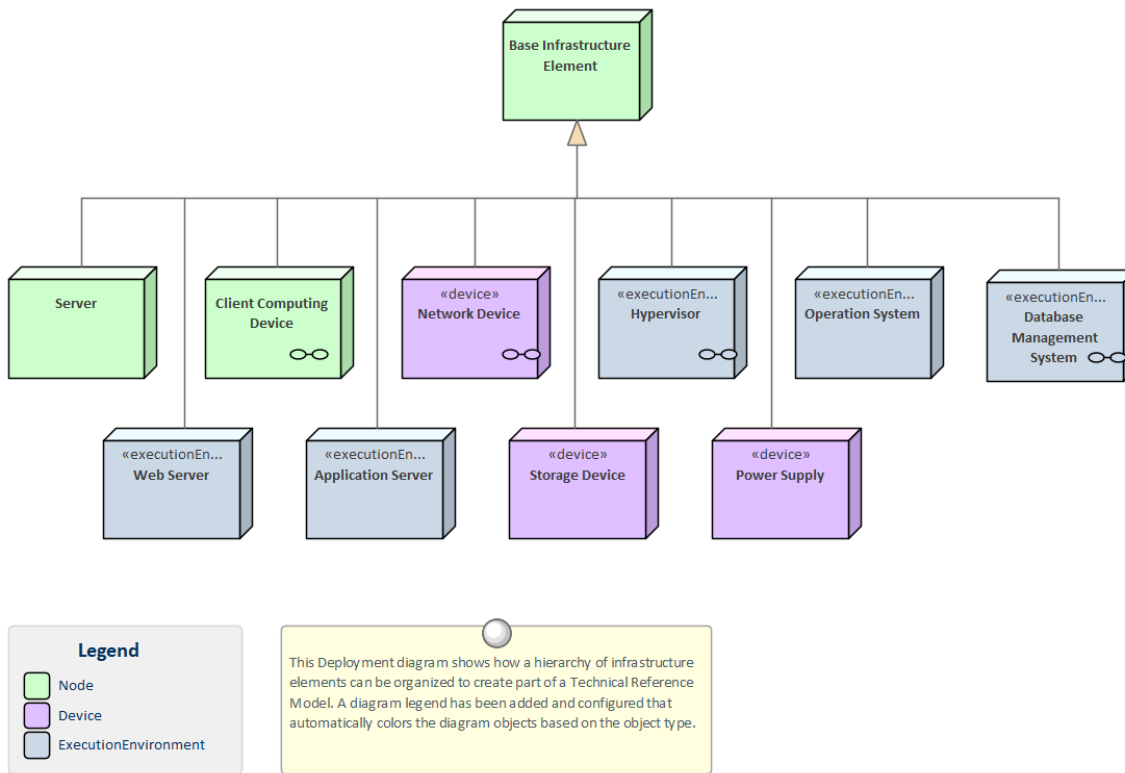 Base Infrastructure
Element
Server
Client Computing
Device
«device»
Network Device
«executionEn...
Hypervisor
«executionEn...
Operation System
«executionEn...
Database
Management
System
«executionEn...
Web Server
«executionEn...
Application Server
«device»
Storage Device
«device»
Power Supply
Legend
Node
Device
ExecutionEnvironment
This Deployment diagram shows how a hierarchy of infrastructure
elements can be organized to create part of a Technical Reference
Model. A diagram legend has been added and configured that
automatically colors the diagram objects based on the object type.